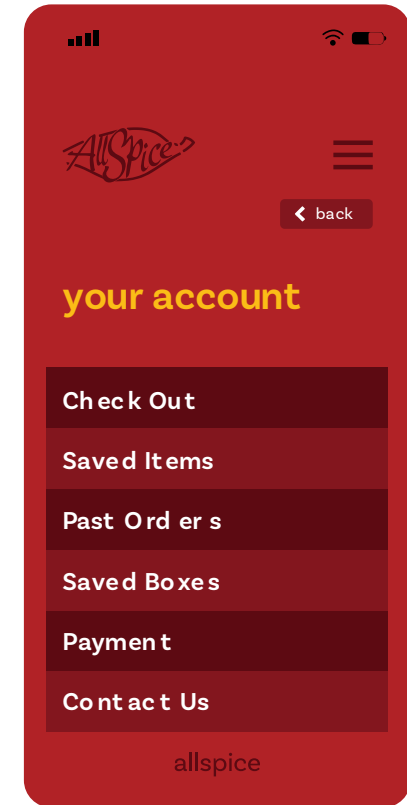 AllSpice
back
your account
Check Out
Saved Items
Past Orders
Saved Boxes
Payment
Contact Us
allspice